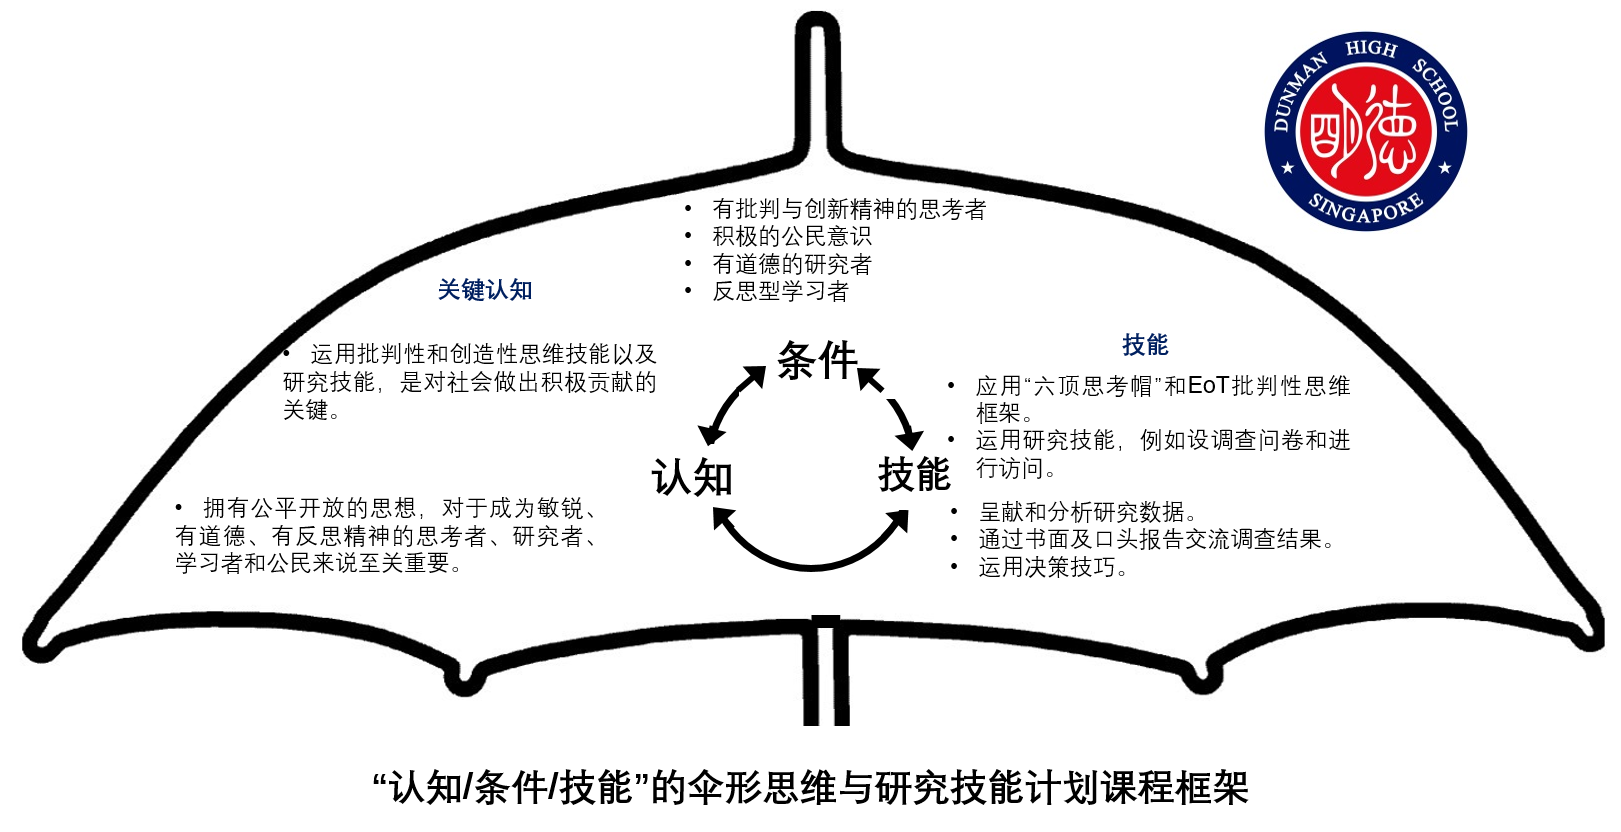 DUNMAN HIGH SCHOOL
明德
SINGAPORE
• 有批判与创新精神的思考者
• 积极的公民意识
• 有道德的研究者
• 反思型学习者
关键认知
• 运用批判性和创造性思维技能以及
研究技能，是对社会做出积极贡献的
关键。
• 拥有公平开放的思想，对于成为敏锐、
有道德、有反思精神的思考者、研究者、
学习者和公民来说至关重要。
条件
认知
技能
技能
• 应用“六顶思考帽”和EoT批判性思维
框架。
• 运用研究技能，例如设调查问卷和进
行访问。
• 呈献和分析研究数据。
• 通过书面及口头报告交流调查结果。
• 运用决策技巧。
“认知/条件/技能”的伞形思维与研究技能计划课程框架